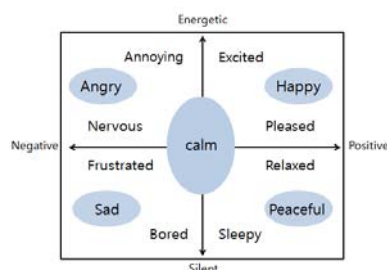 Energetic
Annoying Excited
Angry Happy
Nervous Pleased
Negative calm Positive
Frustrated Relaxed
Sad Peaceful
Bored Sleepy
Silent